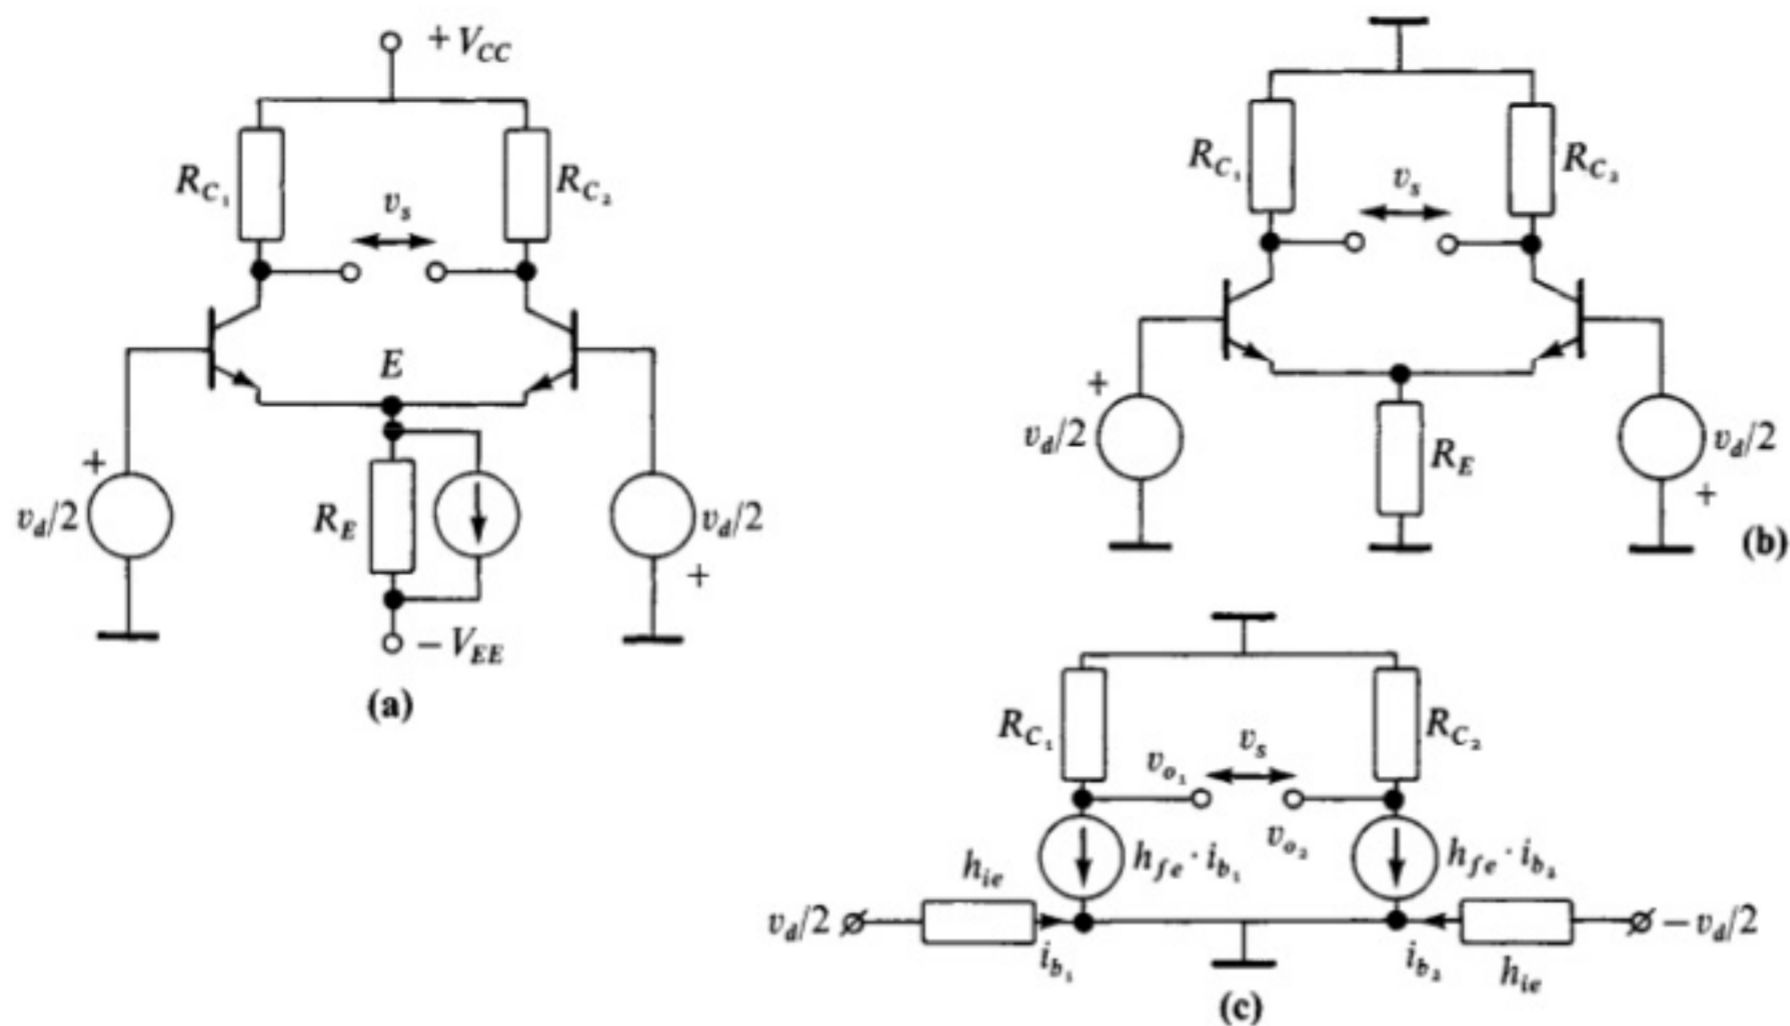 + V_CC
R_C₁
R_C₂
v_s
E
+
v_d/2
R_E
v_d/2
+
− V_EE
(a)
R_C₁
R_C₂
v_s
+
v_d/2
R_E
v_d/2
+
(b)
R_C₁
R_C₂
v_s
v_o₁
v_o₂
h_fe · i_b₁
h_fe · i_b₂
h_ie
v_d/2
− v_d/2
i_b₁
i_b₂
h_ie
(c)